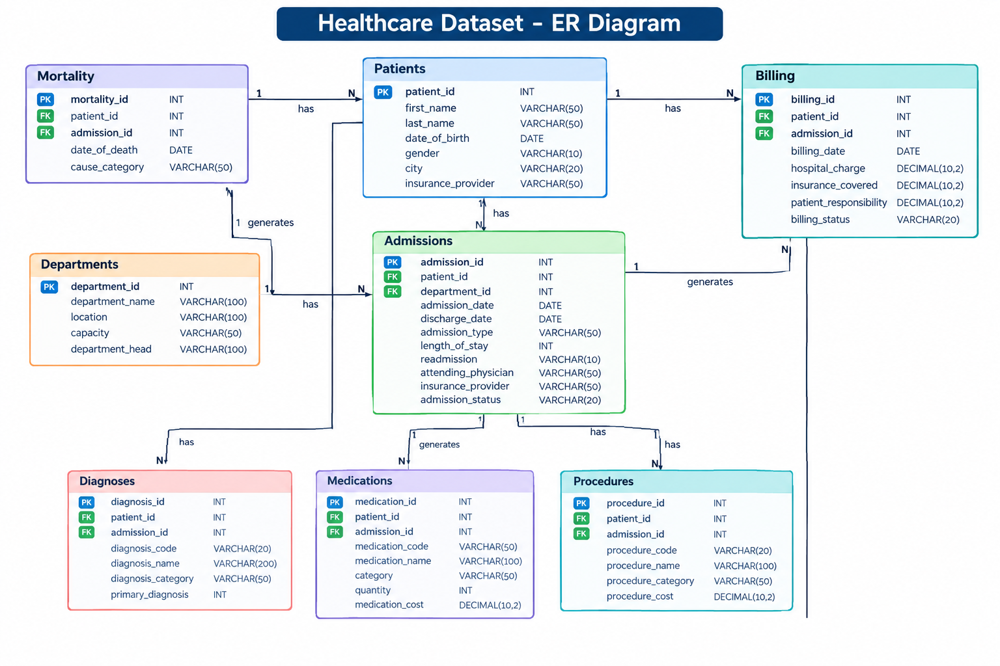 Healthcare Dataset - ER Diagram
Mortality
PK mortality_id INT
FK patient_id INT
FK admission_id INT
date_of_death DATE
cause_category VARCHAR(50)
1 N
has
Patients
PK patient_id INT
first_name VARCHAR(50)
last_name VARCHAR(50)
date_of_birth DATE
gender VARCHAR(10)
city VARCHAR(20)
insurance_provider VARCHAR(50)
1 N
has
Billing
PK billing_id INT
FK patient_id INT
FK admission_id INT
billing_date DATE
hospital_charge DECIMAL(10,2)
insurance_covered DECIMAL(10,2)
patient_responsibility DECIMAL(10,2)
billing_status VARCHAR(20)
N
1 generates
1
has
N
Departments
PK department_id INT
department_name VARCHAR(100)
location VARCHAR(100)
capacity VARCHAR(50)
department_head VARCHAR(100)
1 N
has
Admissions
PK admission_id INT
FK patient_id INT
FK department_id INT
admission_date DATE
discharge_date DATE
admission_type VARCHAR(50)
length_of_stay INT
readmission VARCHAR(10)
attending_physician VARCHAR(50)
insurance_provider VARCHAR(50)
admission_status VARCHAR(20)
N
1
generates
has
N
1
1
generates
N
1
has
1
has
N
Diagnoses
PK diagnosis_id INT
FK patient_id INT
FK admission_id INT
diagnosis_code VARCHAR(20)
diagnosis_name VARCHAR(200)
diagnosis_category VARCHAR(50)
primary_diagnosis INT
Medications
PK medication_id INT
FK patient_id INT
FK admission_id INT
medication_code VARCHAR(50)
medication_name VARCHAR(100)
category VARCHAR(50)
quantity INT
medication_cost DECIMAL(10,2)
Procedures
PK procedure_id INT
FK patient_id INT
FK admission_id INT
procedure_code VARCHAR(20)
procedure_name VARCHAR(100)
procedure_category VARCHAR(50)
procedure_cost DECIMAL(10,2)